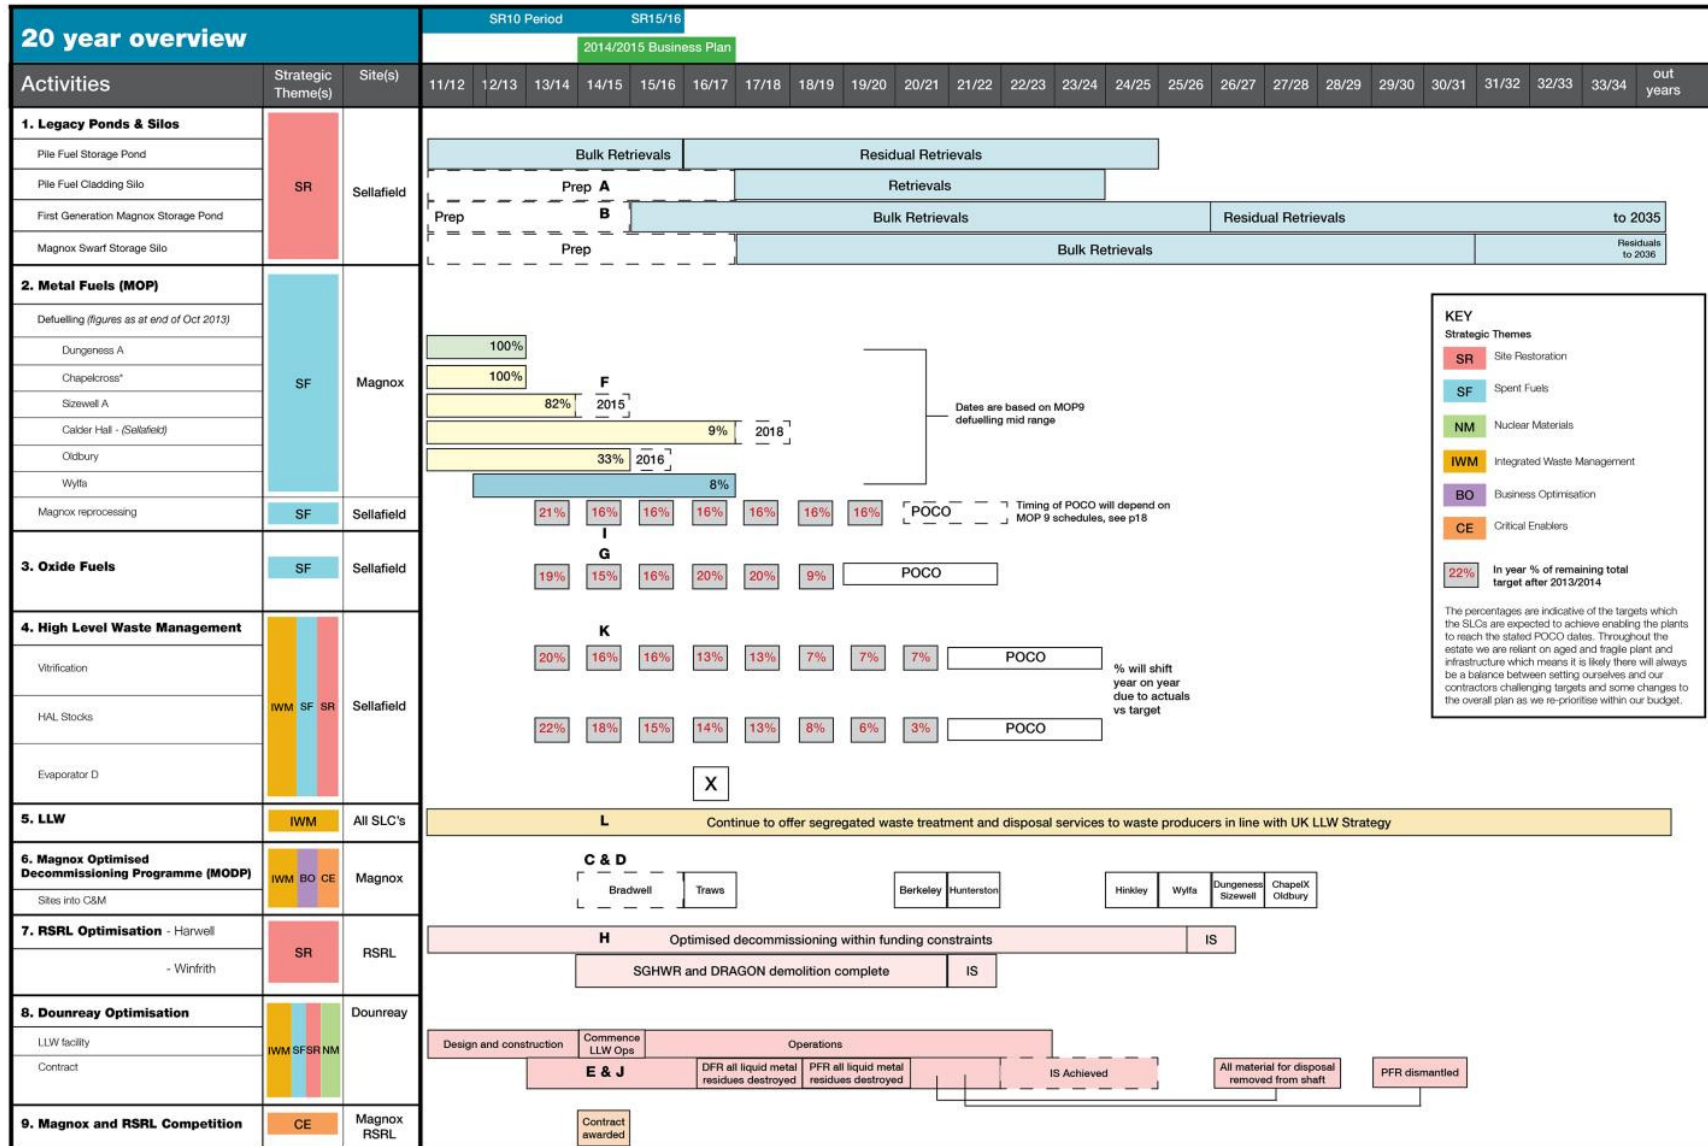 SR10 Period SR15/16
20 year overview
2014/2015 Business Plan
Activities Strategic Theme(s) Site(s) 11/12 12/13 13/14 14/15 15/16 16/17 17/18 18/19 19/20 20/21 21/22 22/23 23/24 24/25 25/26 26/27 27/28 28/29 29/30 30/31 31/32 32/33 33/34 out years
1. Legacy Ponds & Silos
SR
Sellafield
Pile Fuel Storage Pond Bulk Retrievals Residual Retrievals
Pile Fuel Cladding Silo Prep A Retrievals
First Generation Magnox Storage Pond Prep B Bulk Retrievals Residual Retrievals to 2035
Magnox Swarf Storage Silo Prep Bulk Retrievals Residuals to 2036
2. Metal Fuels (MOP)
SF
Magnox
Defuelling (figures as at end of Oct 2013)
Dungeness A 100%
Chapelcross* 100%
F
Sizewell A 82% 2015
Calder Hall - (Sellafield) 9% 2018
Oldbury 33% 2016
Wylfa 8%
Dates are based on MOP9
defuelling mid range
Magnox reprocessing SF Sellafield 21% 16% 16% 16% 16% 16% 16% POCO
Timing of POCO will depend on
MOP 9 schedules, see p18
I
G
3. Oxide Fuels SF Sellafield 19% 15% 16% 20% 20% 9% POCO
4. High Level Waste Management
IWM SF SR
Sellafield
K
Vitrification 20% 16% 16% 13% 13% 7% 7% 7% POCO
HAL Stocks 22% 18% 15% 14% 13% 8% 6% 3% POCO
% will shift
year on year
due to actuals
vs target
Evaporator D X
5. LLW IWM All SLC's L Continue to offer segregated waste treatment and disposal services to waste producers in line with UK LLW Strategy
6. Magnox Optimised
Decommissioning Programme (MODP)
IWM BO CE
Magnox
C & D
Sites into C&M Bradwell Traws Berkeley Hunterston Hinkley Wylfa Dungeness Sizewell ChapelX Oldbury
7. RSRL Optimisation - Harwell H Optimised decommissioning within funding constraints IS
SR
RSRL
- Winfrith SGHWR and DRAGON demolition complete IS
8. Dounreay Optimisation
IWM SF SR NM
Dounreay
LLW facility Design and construction Commence LLW Ops Operations
Contract E & J DFR all liquid metal residues destroyed PFR all liquid metal residues destroyed IS Achieved All material for disposal removed from shaft PFR dismantled
9. Magnox and RSRL Competition CE Magnox RSRL Contract awarded
KEY
Strategic Themes
SR Site Restoration
SF Spent Fuels
NM Nuclear Materials
IWM Integrated Waste Management
BO Business Optimisation
CE Critical Enablers
22% In year % of remaining total
target after 2013/2014
The percentages are indicative of the targets which
the SLCs are expected to achieve enabling the plants
to reach the stated POCO dates. Throughout the
estate we are reliant on aged and fragile plant and
infrastructure which means it is likely there will always
be a balance between setting ourselves and our
contractors challenging targets and some changes to
the overall plan as we re-prioritise within our budget.